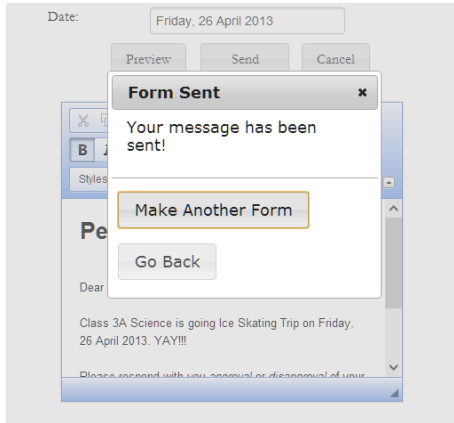 Date:
Friday, 26 April 2013
Preview Send Cancel
Form Sent
Your message has been
sent!
B
Styles
Make Another Form
Pe
Go Back
Dear
Class 3A Science is going Ice Skating Trip on Friday,
26 April 2013. YAY!!!
Please respond with you approval or disapproval of your